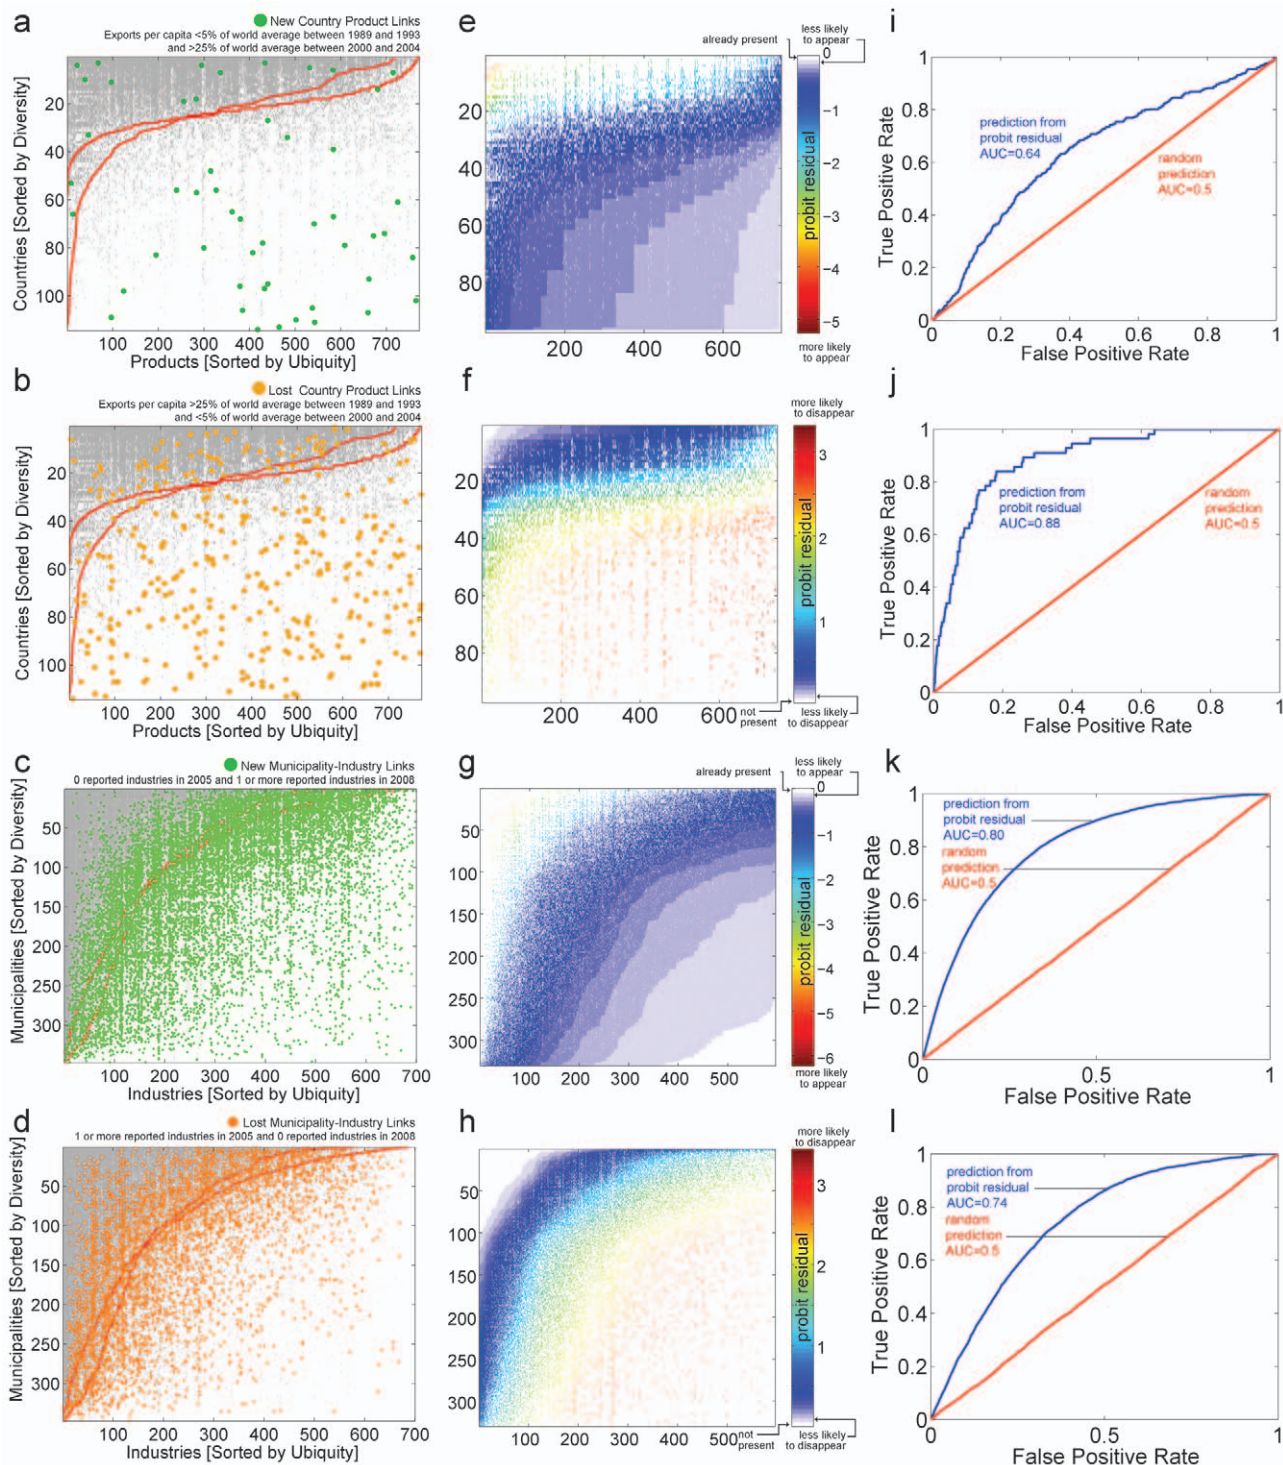 a
New Country Product Links
Exports per capita <5% of world average between 1989 and 1993
and >25% of world average between 2000 and 2004
Countries [Sorted by Diversity]
20
40
60
80
100
100 200 300 400 500 600 700
Products [Sorted by Ubiquity]
e
already present
less likely
to appear
0
-1
-2
-3
-4
-5
probit residual
more likely
to appear
20
40
60
80
200 400 600
i
True Positive Rate
1
0.8
0.6
0.4
0.2
0
0 0.2 0.4 0.6 0.8 1
False Positive Rate
prediction from
probit residual
AUC=0.64
random
prediction
AUC=0.5
b
Lost Country Product Links
Exports per capita >25% of world average between 1989 and 1993
and <5% of world average between 2000 and 2004
Countries [Sorted by Diversity]
20
40
60
80
100
100 200 300 400 500 600 700
Products [Sorted by Ubiquity]
f
more likely
to disappear
3
2
1
probit residual
20
40
60
80
200 400 600
not
present
less likely
to disappear
j
True Positive Rate
1
0.8
0.6
0.4
0.2
0
0 0.2 0.4 0.6 0.8 1
False Positive Rate
prediction from
probit residual
AUC=0.88
random
prediction
AUC=0.5
c
New Municipality-Industry Links
0 reported industries in 2005 and 1 or more reported industries in 2008
Municipalities [Sorted by Diversity]
50
100
150
200
250
300
100 200 300 400 500 600 700
Industries [Sorted by Ubiquity]
g
already present
less likely
to appear
0
-1
-2
-3
-4
-5
-6
probit residual
more likely
to appear
50
100
150
200
250
300
100 200 300 400 500
k
True Positive Rate
1
0.8
0.6
0.4
0.2
0
0 0.5 1
False Positive Rate
prediction from
probit residual
AUC=0.80
random
prediction
AUC=0.5
d
Lost Municipality-Industry Links
1 or more reported industries in 2005 and 0 reported industries in 2008
Municipalities [Sorted by Diversity]
50
100
150
200
250
300
100 200 300 400 500 600 700
Industries [Sorted by Ubiquity]
h
more likely
to disappear
3
2
1
probit residual
50
100
150
200
250
300
100 200 300 400 500
not
present
less likely
to disappear
l
True Positive Rate
1
0.8
0.6
0.4
0.2
0
0 0.5 1
False Positive Rate
prediction from
probit residual
AUC=0.74
random
prediction
AUC=0.5